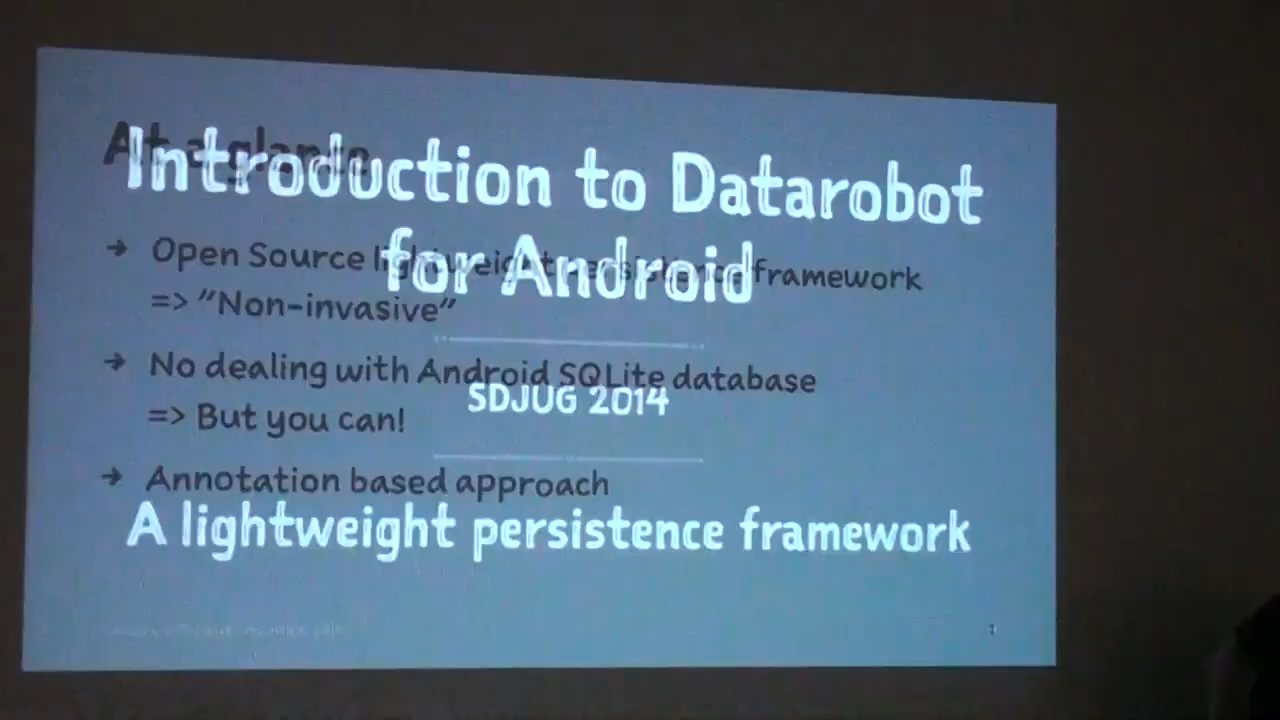 At a glance
Introduction to Datarobot
for Android
→ Open Source lightweight persistence framework
=> "Non-invasive"
→ No dealing with Android SQLite database
SDJUG 2014
=> But you can!
→ Annotation based approach
A lightweight persistence framework